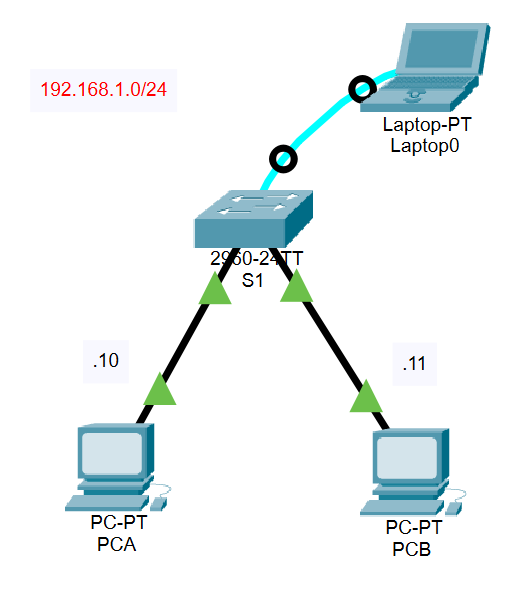 192.168.1.0/24
Laptop-PT
Laptop0
2960-24TT
S1
.10
.11
PC-PT
PCA
PC-PT
PCB